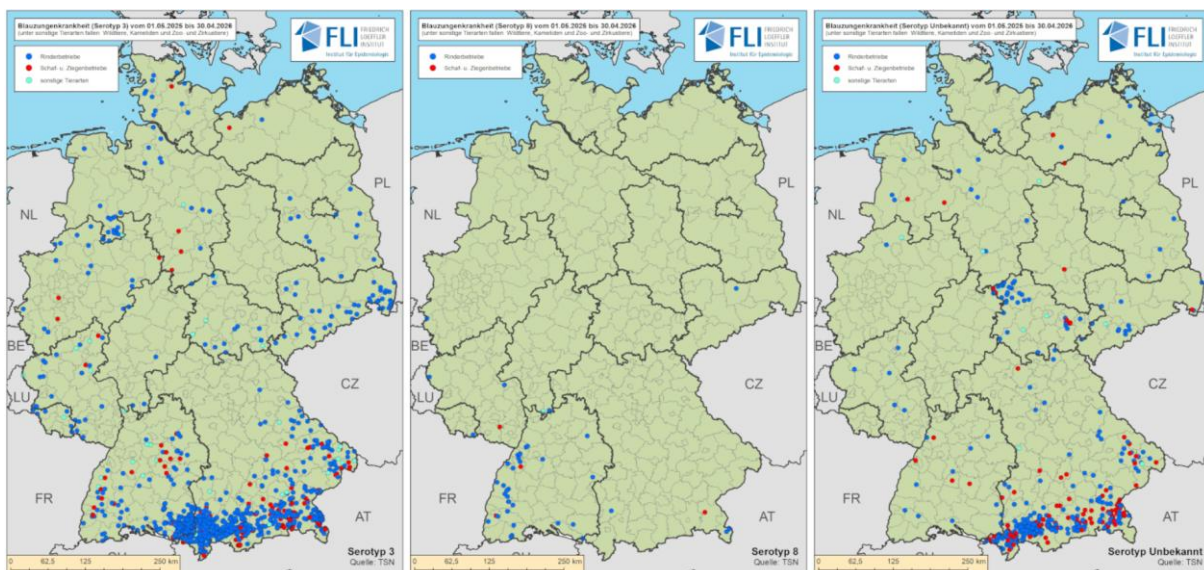 Blauzungenkrankheit (Serotyp 3) vom 01.06.2025 bis 30.04.2026
(unter sonstige Tierarten fallen Wildtiere, Kameliden und Zoo- und Zirkustiere)
Rinderbetriebe
Schaf- u. Ziegenbetriebe
sonstige Tierarten
FLI
FRIEDRICH
LOEFFLER
INSTITUT
Institut für Epidemiologie
NL
PL
BE
LU
CZ
FR
AT
CH
0 62,5 125 250 km
Serotyp 3
Quelle: TSN
Blauzungenkrankheit (Serotyp 8) vom 01.06.2025 bis 30.04.2026
(unter sonstige Tierarten fallen Wildtiere, Kameliden und Zoo- und Zirkustiere)
Rinderbetriebe
Schaf- u. Ziegenbetriebe
sonstige Tierarten
FLI
FRIEDRICH
LOEFFLER
INSTITUT
Institut für Epidemiologie
NL
PL
BE
LU
CZ
FR
AT
CH
0 62,5 125 250 km
Serotyp 8
Quelle: TSN
Blauzungenkrankheit (Serotyp Unbekannt) vom 01.06.2025 bis 30.04.2026
(unter sonstige Tierarten fallen Wildtiere, Kameliden und Zoo- und Zirkustiere)
Rinderbetriebe
Schaf- u. Ziegenbetriebe
sonstige Tierarten
FLI
FRIEDRICH
LOEFFLER
INSTITUT
Institut für Epidemiologie
NL
PL
BE
LU
CZ
FR
AT
CH
0 62,5 125 250 km
Serotyp Unbekannt
Quelle: TSN